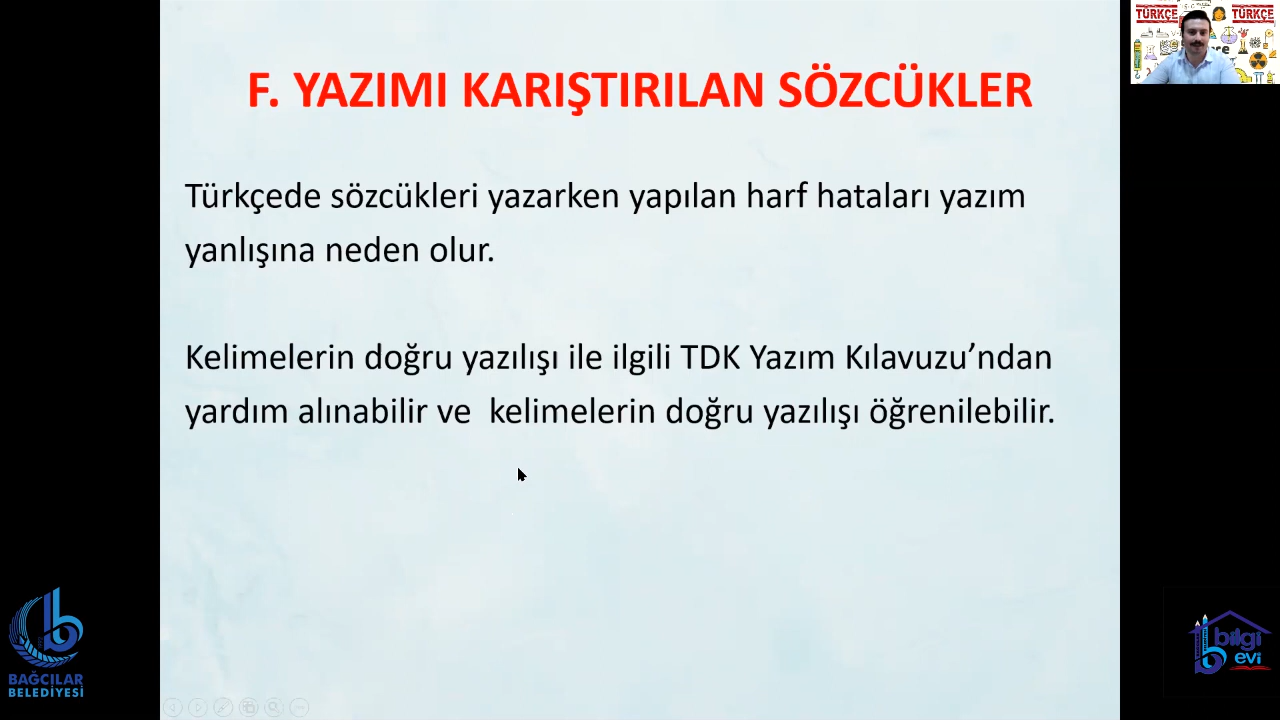 F. YAZIMI KARIŞTIRILAN SÖZCÜKLER
Türkçede sözcükleri yazarken yapılan harf hataları yazım
yanlışına neden olur.
Kelimelerin doğru yazılışı ile ilgili TDK Yazım Kılavuzu’ndan
yardım alınabilir ve  kelimelerin doğru yazılışı öğrenilebilir.
TÜRKÇE
TÜRKÇE
BAĞCILAR
BELEDİYESİ
bilgi
evi